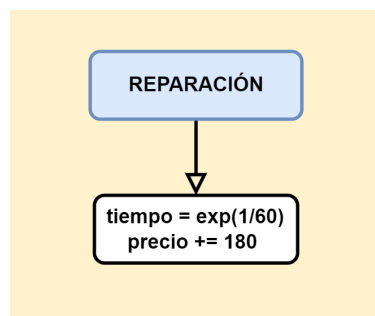 REPARACIÓN
tiempo = exp(1/60)
precio += 180